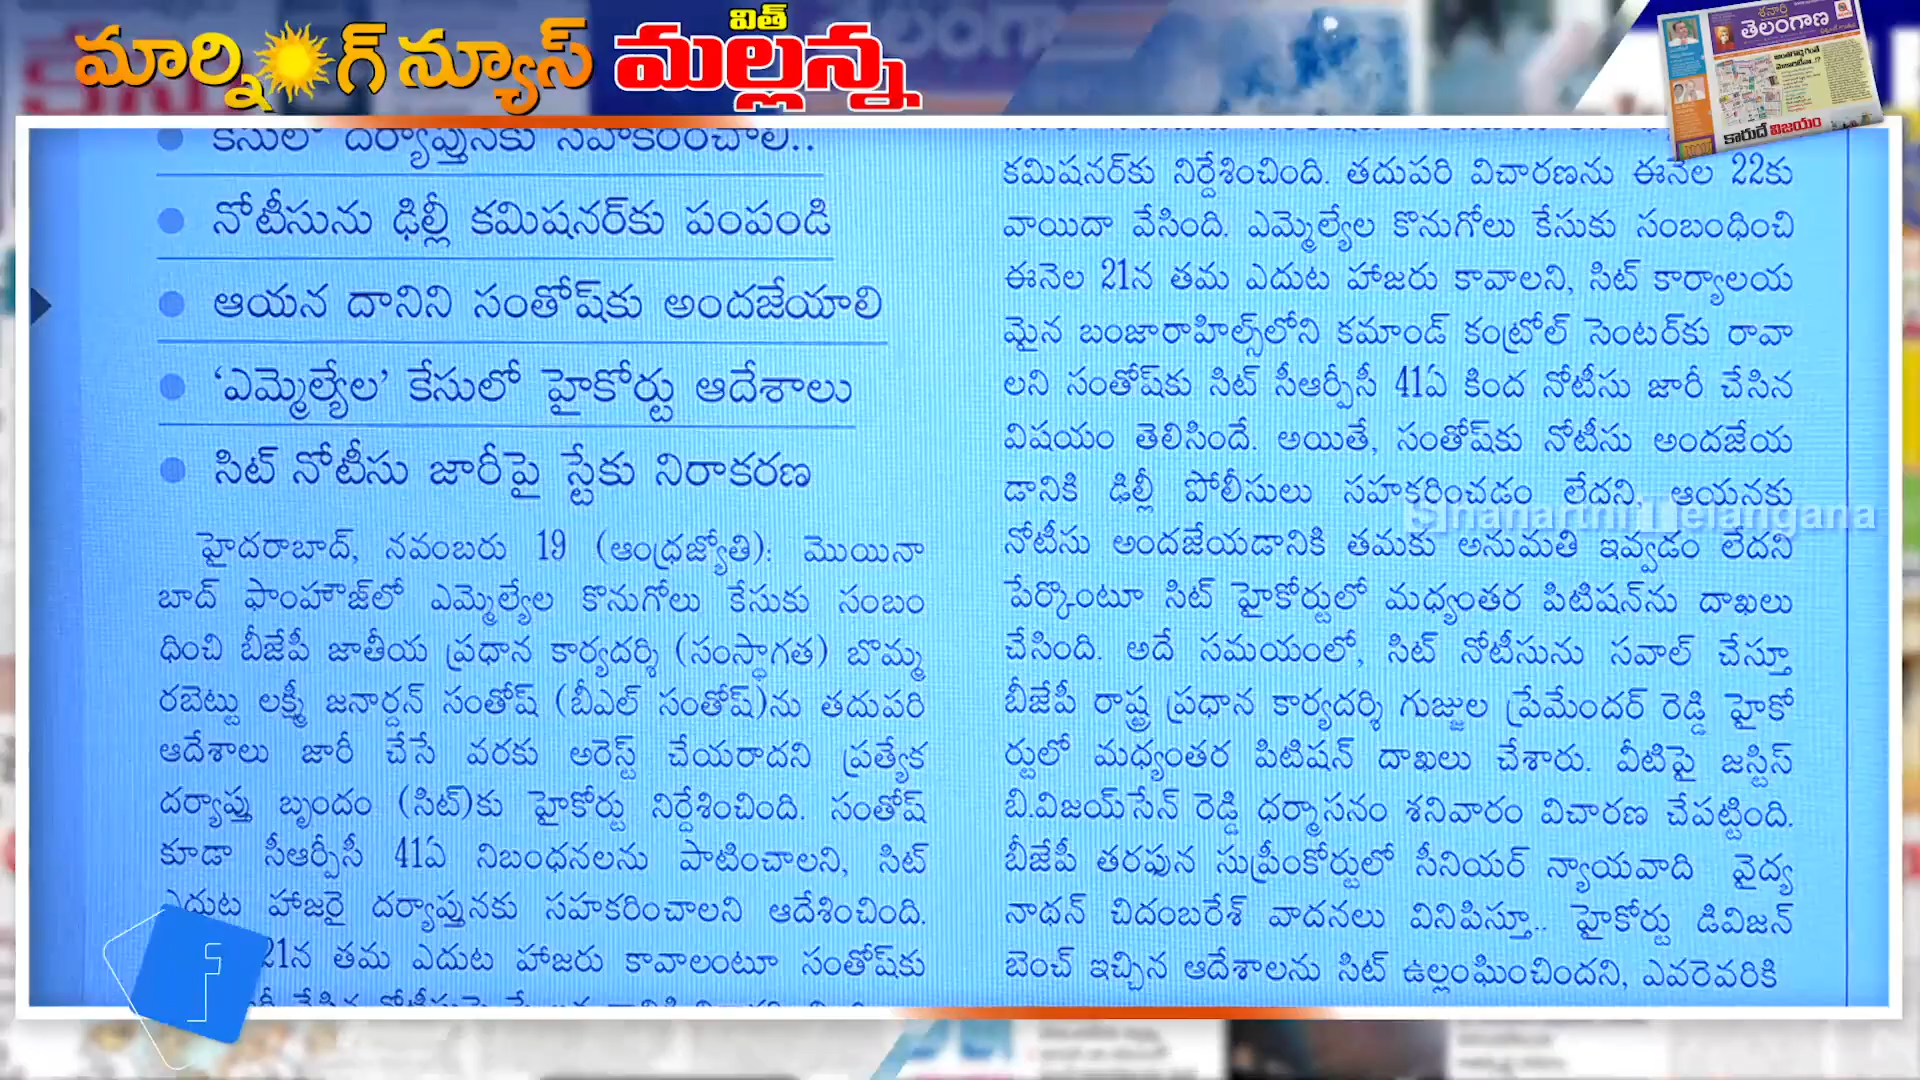 మార్నింగ్ న్యూస్ విత్ మల్లన్న
తెలంగాణ
కారుదే విజయం
కేసులో దర్యాప్తునకు సహకరించాలి..
నోటీసును ఢిల్లీ కమిషనర్‌కు పంపండి
ఆయన దానిని సంతోష్‌కు అందజేయాలి
‘ఎమ్మెల్యేల’ కేసులో హైకోర్టు ఆదేశాలు
సిట్ నోటీసు జారీపై స్టేకు నిరాకరణ
హైదరాబాద్, నవంబరు 19 (ఆంధ్రజ్యోతి): మొయినా
బాద్ ఫాంహౌజ్‌లో ఎమ్మెల్యేల కొనుగోలు కేసుకు సంబం
ధించి బీజేపీ జాతీయ ప్రధాన కార్యదర్శి (సంస్థాగత) బొమ్మ
రబెట్టు లక్ష్మీ జనార్దన్ సంతోష్ (బీఎల్ సంతోష్)ను తదుపరి
ఆదేశాలు జారీ చేసే వరకు అరెస్ట్ చేయరాదని ప్రత్యేక
దర్యాప్తు బృందం (సిట్)కు హైకోర్టు నిర్దేశించింది. సంతోష్
కూడా సీఆర్పీసీ 41ఏ నిబంధనలను పాటించాలని, సిట్
ఎదుట హాజరై దర్యాప్తునకు సహకరించాలని ఆదేశించింది.
21న తమ ఎదుట హాజరు కావాలంటూ సంతోష్‌కు
కమిషనర్‌కు నిర్దేశించింది. తదుపరి విచారణను ఈనెల 22కు
వాయిదా వేసింది. ఎమ్మెల్యేల కొనుగోలు కేసుకు సంబంధించి
ఈనెల 21న తమ ఎదుట హాజరు కావాలని, సిట్ కార్యాలయ
మైన బంజారాహిల్స్‌లోని కమాండ్ కంట్రోల్ సెంటర్‌కు రావా
లని సంతోష్‌కు సిట్ సీఆర్పీసీ 41ఏ కింద నోటీసు జారీ చేసిన
విషయం తెలిసిందే. అయితే, సంతోష్‌కు నోటీసు అందజేయ
డానికి ఢిల్లీ పోలీసులు సహకరించడం లేదని, ఆయనకు
Shanarthi Telangana
నోటీసు అందజేయడానికి తమకు అనుమతి ఇవ్వడం లేదని
పేర్కొంటూ సిట్ హైకోర్టులో మధ్యంతర పిటిషన్‌ను దాఖలు
చేసింది. అదే సమయంలో, సిట్ నోటీసును సవాల్ చేస్తూ
బీజేపీ రాష్ట్ర ప్రధాన కార్యదర్శి గుజ్జుల ప్రేమేందర్ రెడ్డి హైకో
ర్టులో మధ్యంతర పిటిషన్ దాఖలు చేశారు. వీటిపై జస్టిస్
బి.విజయ్‌సేన్ రెడ్డి ధర్మాసనం శనివారం విచారణ చేపట్టింది.
బీజేపీ తరఫున సుప్రీంకోర్టులో సీనియర్ న్యాయవాది వైద్య
నాథన్ చిదంబరేశ్ వాదనలు వినిపిస్తూ.. హైకోర్టు డివిజన్
బెంచ్ ఇచ్చిన ఆదేశాలను సిట్ ఉల్లంఘించిందని, ఎవరెవరికి